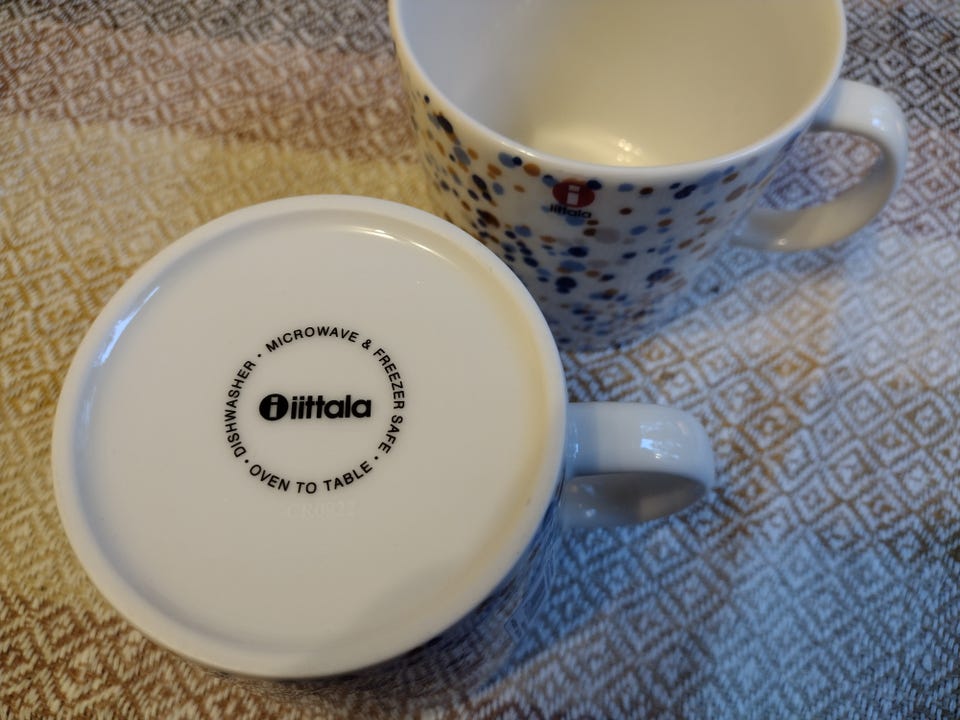 i
iittala
MICROWAVE & FREEZER SAFE •
OVEN TO TABLE •
DISHWASHER •
i iittala